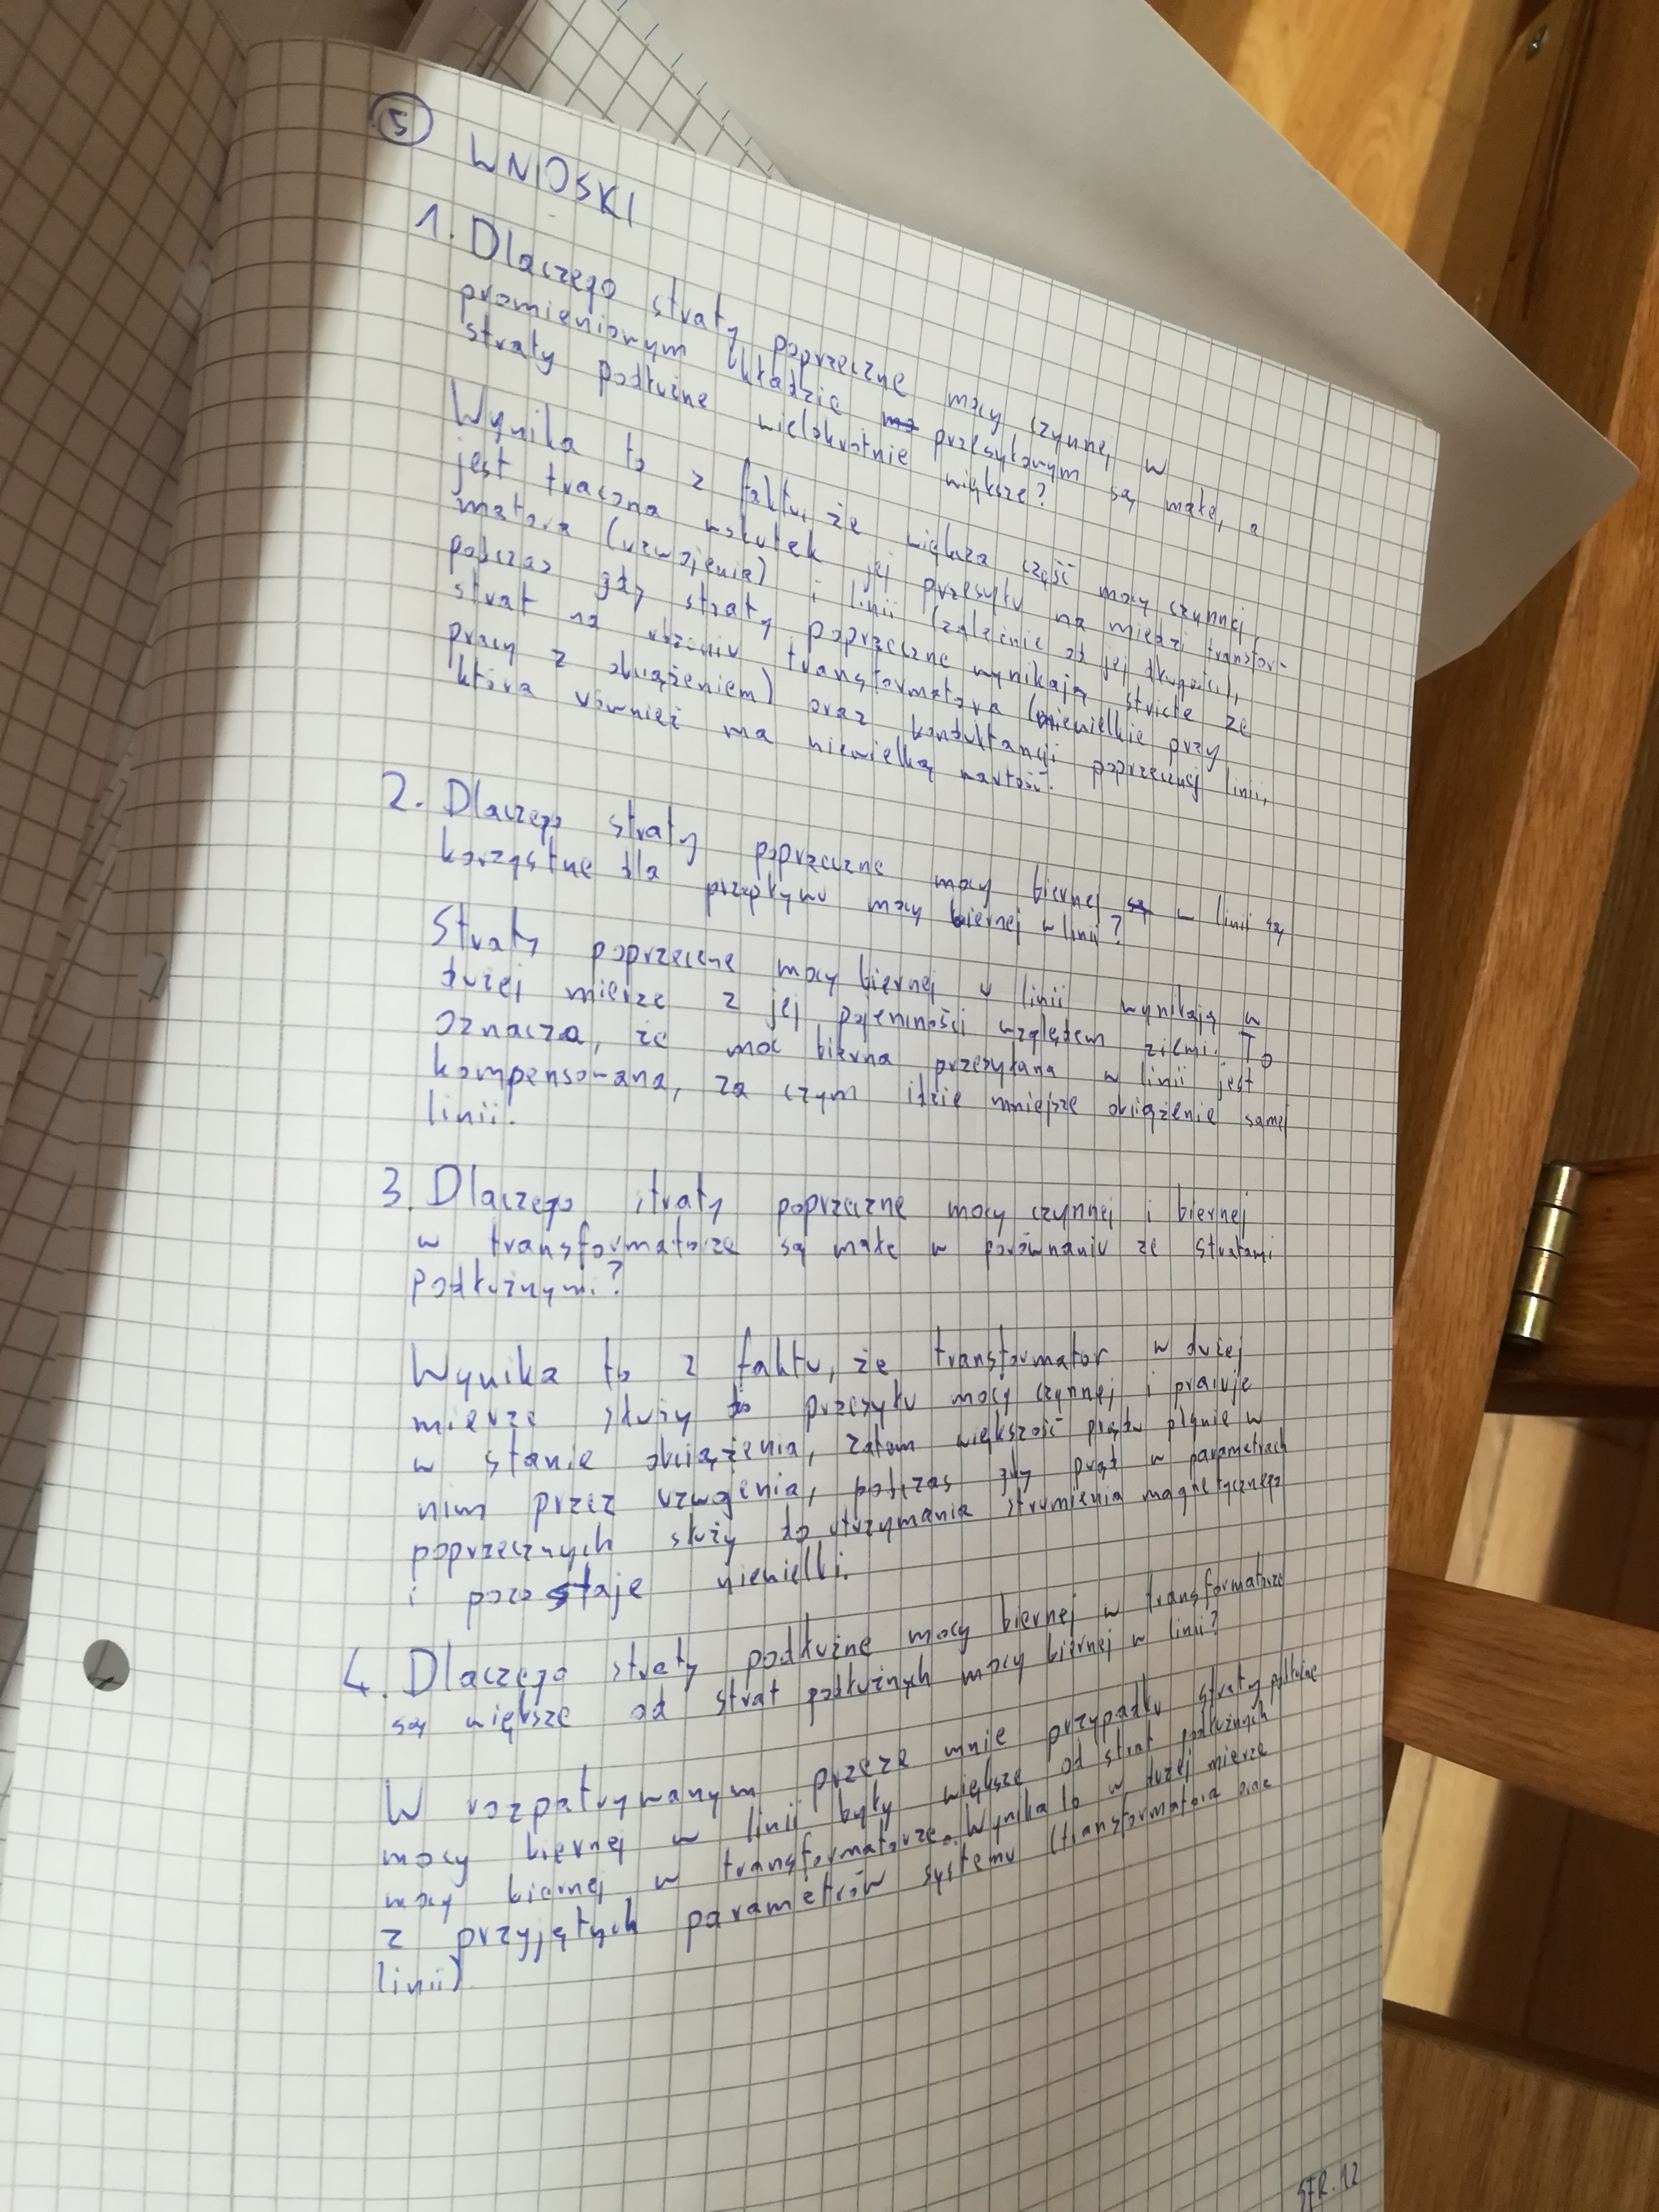 5 WNIOSKI
1. Dlaczego straty poprzeczne mocy czynnej w
promieniowym układzie przesyłowym są małe, a
straty podłużne wielokrotnie większe?
Wynika to z faktu, że większa część mocy czynnej
jest tracona wskutek jej przesyłu na miedzi transfor-
matora (uzwojenia) i linii (zależnie od jej długości),
podczas gdy straty poprzeczne wynikają stricte ze
strat na rdzeniu transformatora (niewielkie przy
pracy z obciążeniem) oraz konduktancji poprzecznej linii,
która również ma niewielką wartość.
2. Dlaczego straty poprzeczne mocy biernej w linii są
korzystne dla przepływu mocy biernej w linii?
Straty poprzeczne mocy biernej w linii wynikają w
dużej mierze z jej pojemności względem ziemi. To
oznacza, że moc bierna przesyłana w linii jest
kompensowana, za czym idzie mniejsze obciążenie samej
linii.
3. Dlaczego straty poprzeczne mocy czynnej i biernej
w transformatorze są małe w porównaniu ze stratami
podłużnymi?
Wynika to z faktu, że transformator w dużej
mierze służy do przesyłu mocy czynnej i pracuje
w stanie obciążenia, zatem większość prądu płynie w
nim przez uzwojenia, podczas gdy prąd w parametrach
poprzecznych służy do utrzymania strumienia magnetycznego
i pozostaje niewielki.
4. Dlaczego straty podłużne mocy biernej w transformatorze
są większe od strat podłużnych mocy biernej w linii?
W rozpatrywanym przeze mnie przypadku straty podłużne
mocy biernej w linii były większe od strat podłużnych
mocy biernej w transformatorze. Wynika to w dużej mierze
z przyjętych parametrów systemu (transformatora oraz
linii).
STR. 12